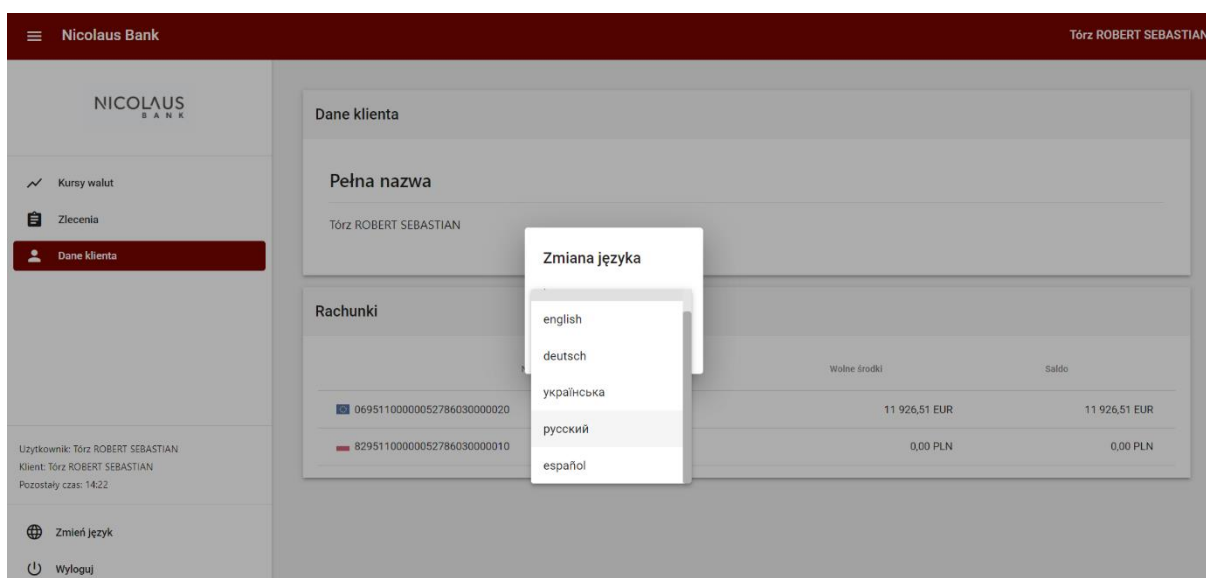 Nicolaus Bank
Tórz ROBERT SEBASTIAN
NICOLAUS
BANK
Kursy walut
Zlecenia
Dane klienta
Użytkownik: Tórz ROBERT SEBASTIAN
Klient: Tórz ROBERT SEBASTIAN
Pozostały czas: 14:22
Zmień język
Wyloguj
Dane klienta
Pełna nazwa
Tórz ROBERT SEBASTIAN
Rachunki
Wolne środki Saldo
06951100000052786030000020 11 926,51 EUR 11 926,51 EUR
82951100000052786030000010 0,00 PLN 0,00 PLN
Zmiana języka
english
deutsch
українська
русский
español